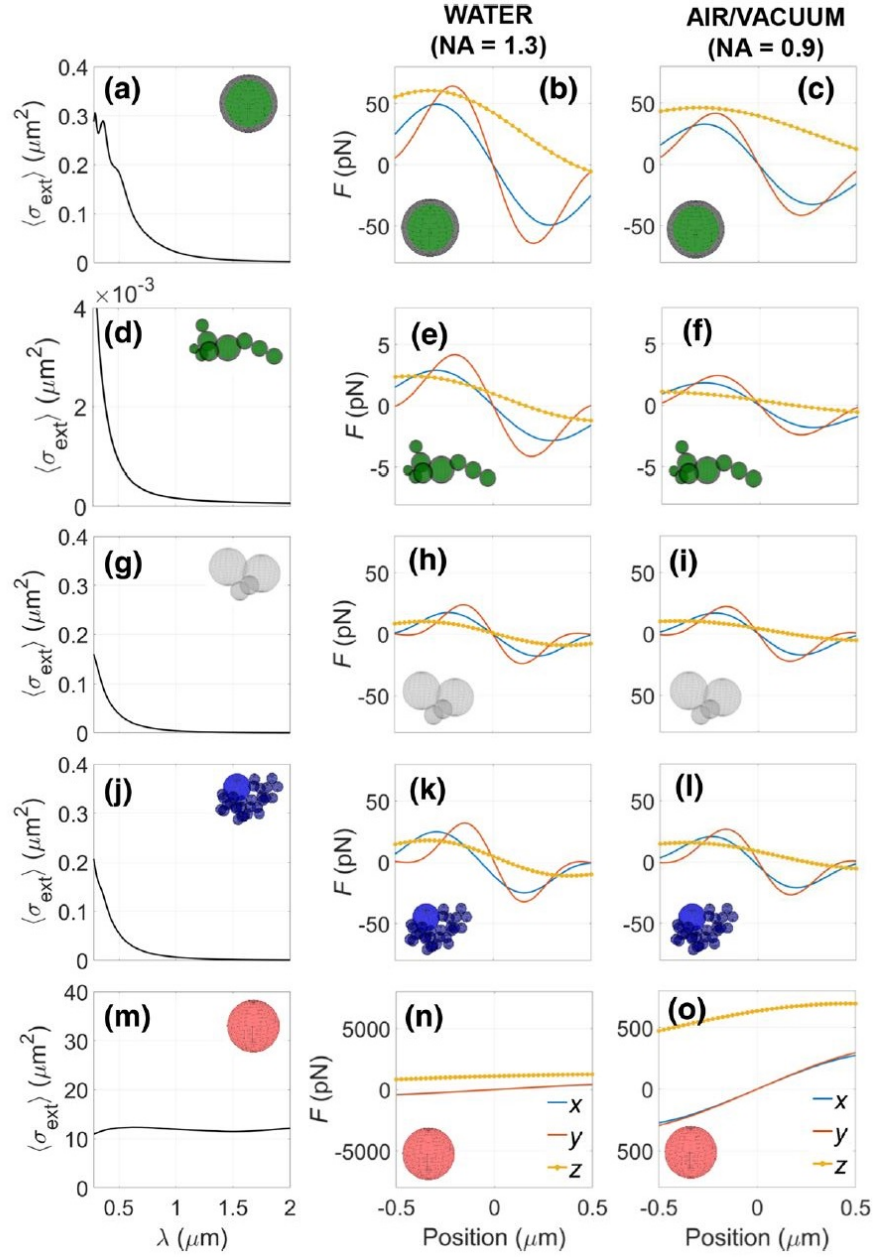 WATER
(NA = 1.3)
AIR/VACUUM
(NA = 0.9)
(a)
0.4
0.3
0.2
0.1
0
⟨σext⟩ (μm²)
(b)
50
0
-50
F (pN)
(c)
50
0
-50
×10⁻³
(d)
4
2
0
⟨σext⟩ (μm²)
(e)
5
0
-5
F (pN)
(f)
5
0
-5
(g)
0.4
0.3
0.2
0.1
0
⟨σext⟩ (μm²)
(h)
50
0
-50
F (pN)
(i)
50
0
-50
(j)
0.4
0.3
0.2
0.1
0
⟨σext⟩ (μm²)
(k)
50
0
-50
F (pN)
(l)
50
0
-50
(m)
40
30
20
10
0
⟨σext⟩ (μm²)
0.5 1 1.5 2
λ (μm)
(n)
5000
0
-5000
F (pN)
x
y
z
-0.5 0 0.5
Position (μm)
(o)
500
0
500
x
y
z
-0.5 0 0.5
Position (μm)